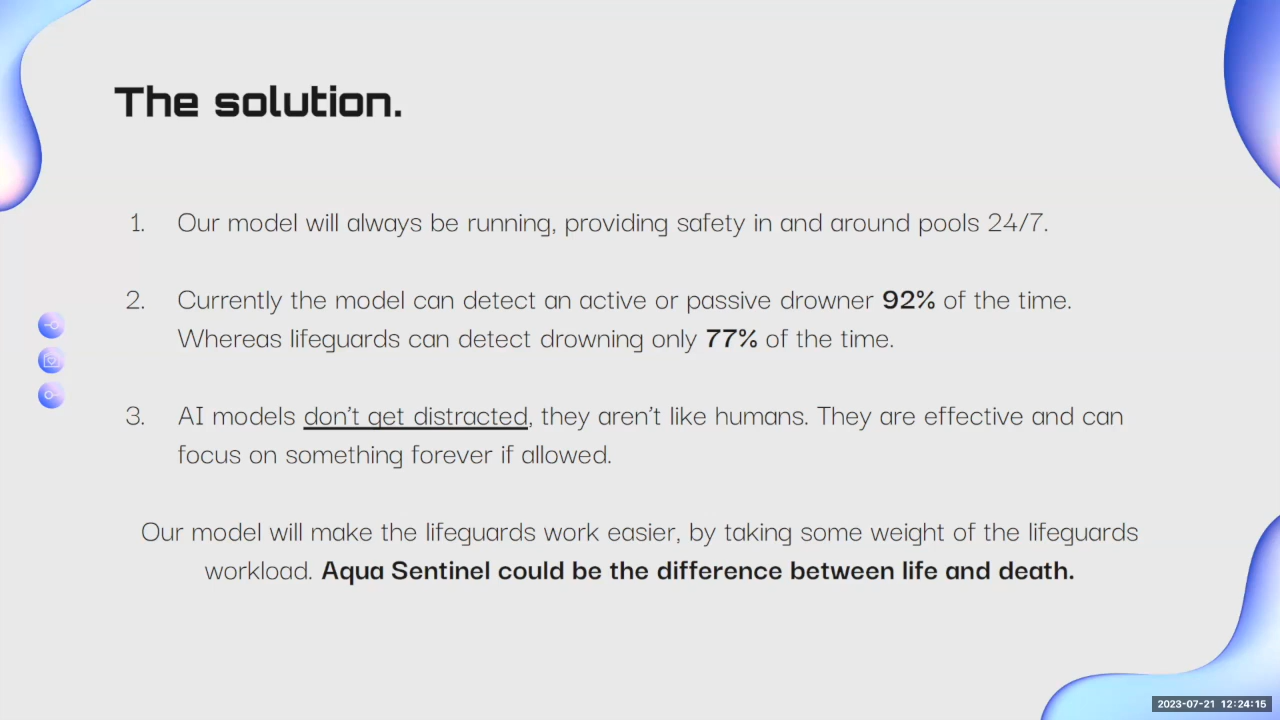 The solution.
1. Our model will always be running, providing safety in and around pools 24/7.
2. Currently the model can detect an active or passive drowner 92% of the time.
Whereas lifeguards can detect drowning only 77% of the time.
3. AI models don't get distracted, they aren't like humans. They are effective and can
focus on something forever if allowed.
Our model will make the lifeguards work easier, by taking some weight of the lifeguards
workload. Aqua Sentinel could be the difference between life and death.
2023-07-21 12:24:15